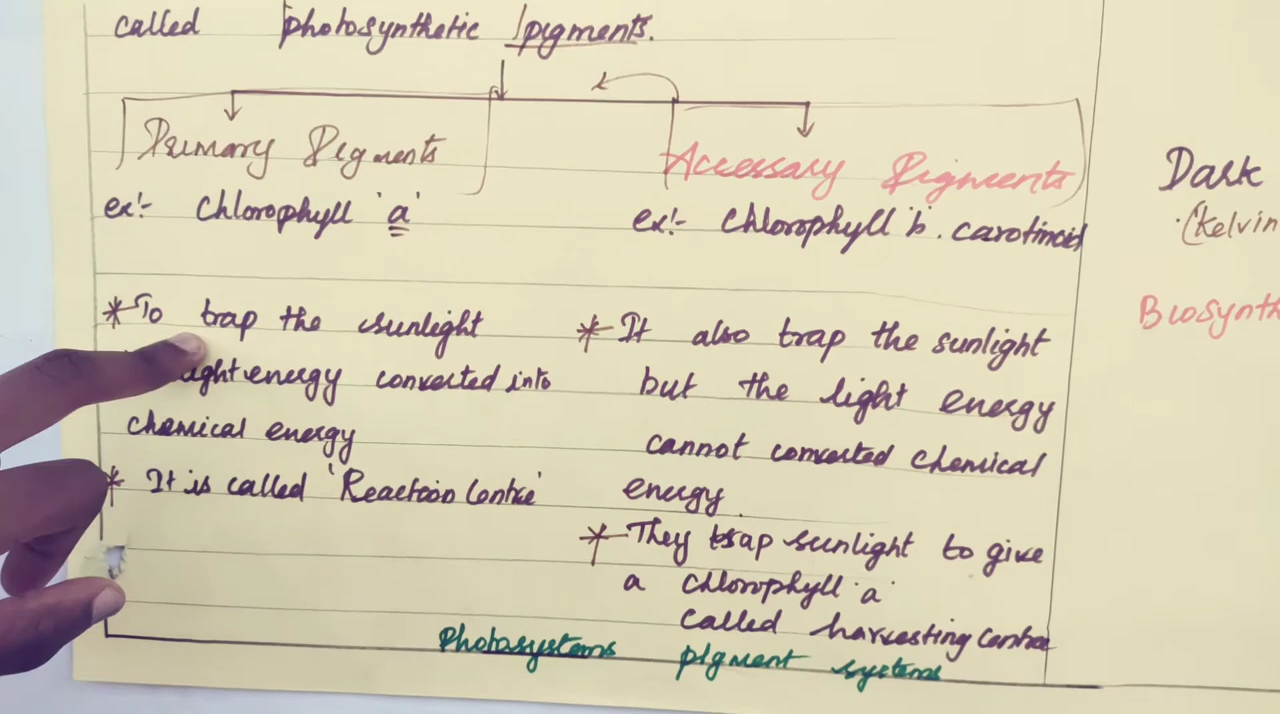 called photosynthetic pigments.
Primary Pigments
Accessary Pigments
ex:- Chlorophyll 'a'
ex:- Chlorophyll 'b'. carotinoid
* To trap the sunlight
light energy converted into
chemical energy
* It is called 'Reaction Centre'
* It also trap the sunlight
but the light energy
cannot converted chemical
energy.
* They trap sunlight to give
a chlorophyll 'a'
called harvesting centre
Photosystems pigment systems
Dark
(Kelvin
Biosynth